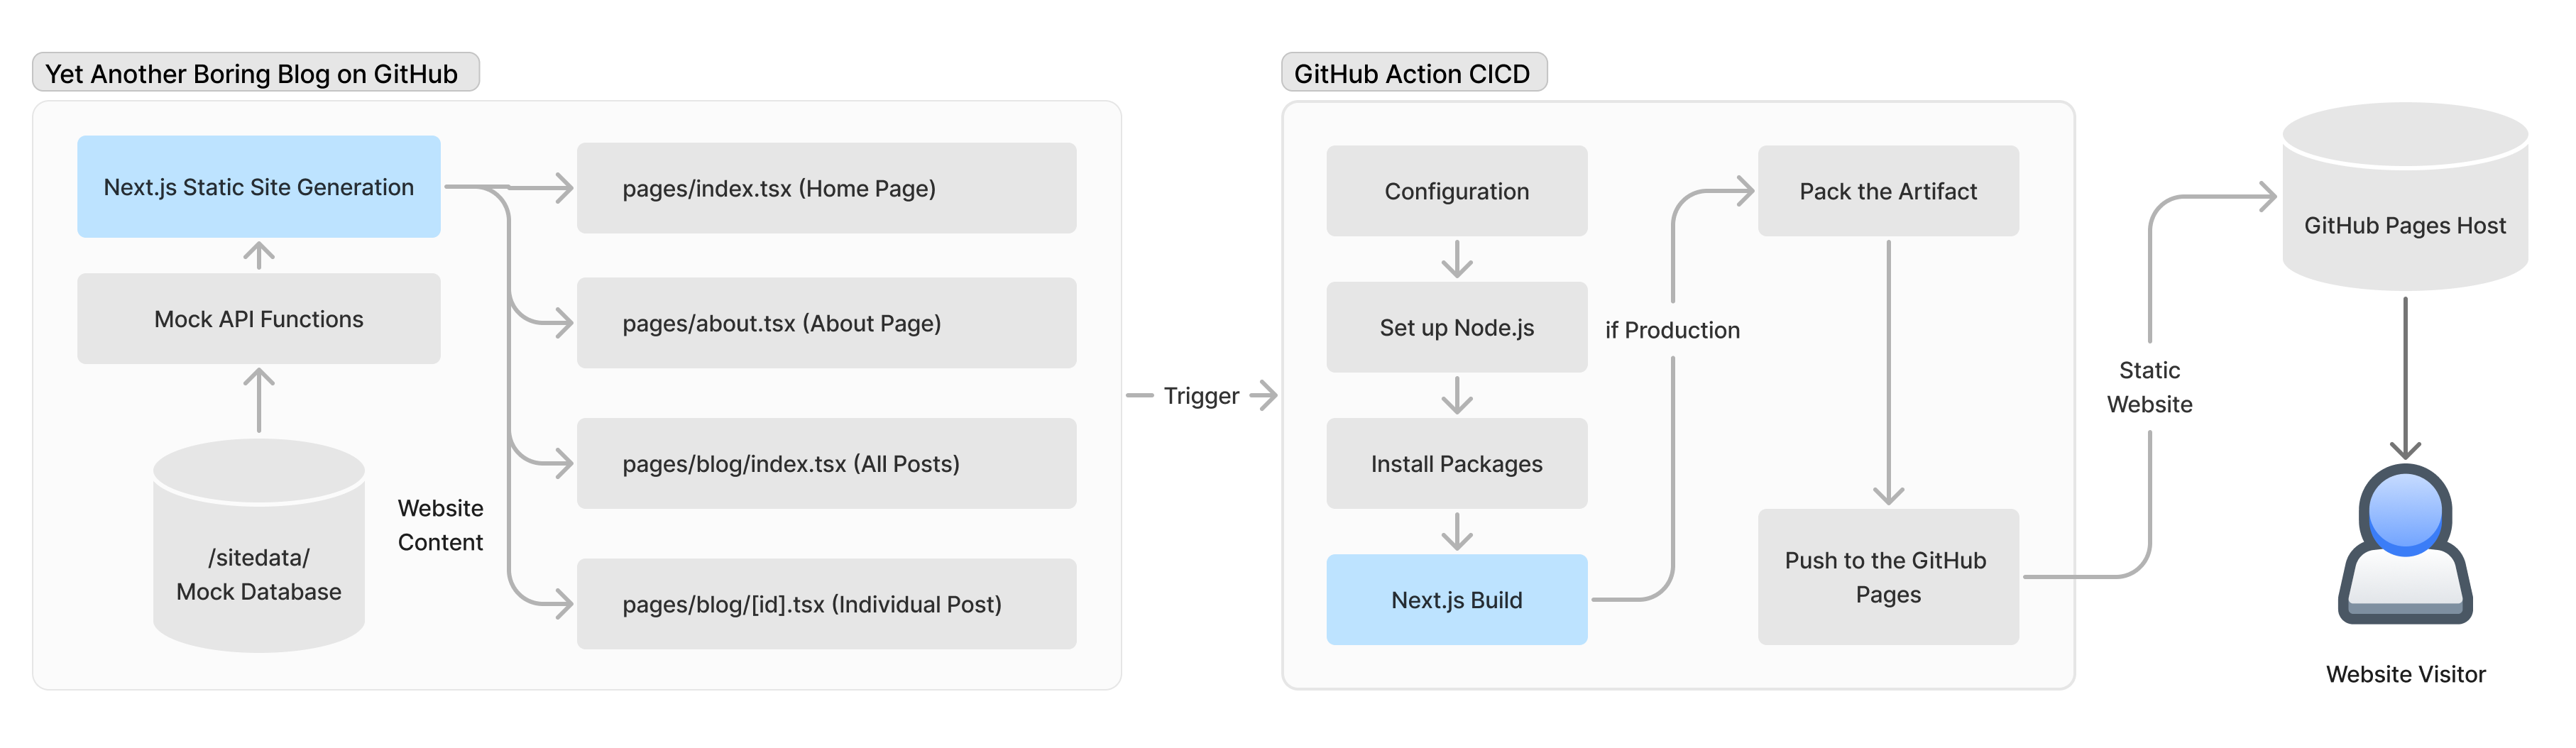 Yet Another Boring Blog on GitHub
Next.js Static Site Generation
Mock API Functions
/sitedata/
Mock Database
Website
Content
pages/index.tsx (Home Page)
pages/about.tsx (About Page)
pages/blog/index.tsx (All Posts)
pages/blog/[id].tsx (Individual Post)
Trigger
GitHub Action CICD
Configuration
Set up Node.js
Install Packages
Next.js Build
if Production
Pack the Artifact
Push to the GitHub
Pages
Static
Website
GitHub Pages Host
Website Visitor